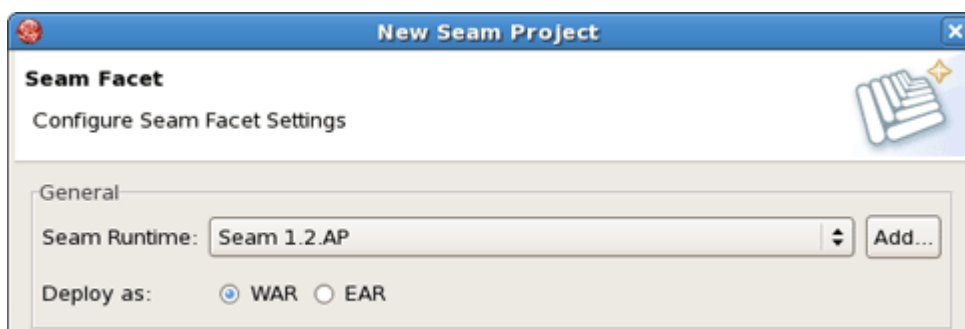 New Seam Project
Seam Facet
Configure Seam Facet Settings
General
Seam Runtime: Seam 1.2.AP Add...
Deploy as: WAR EAR